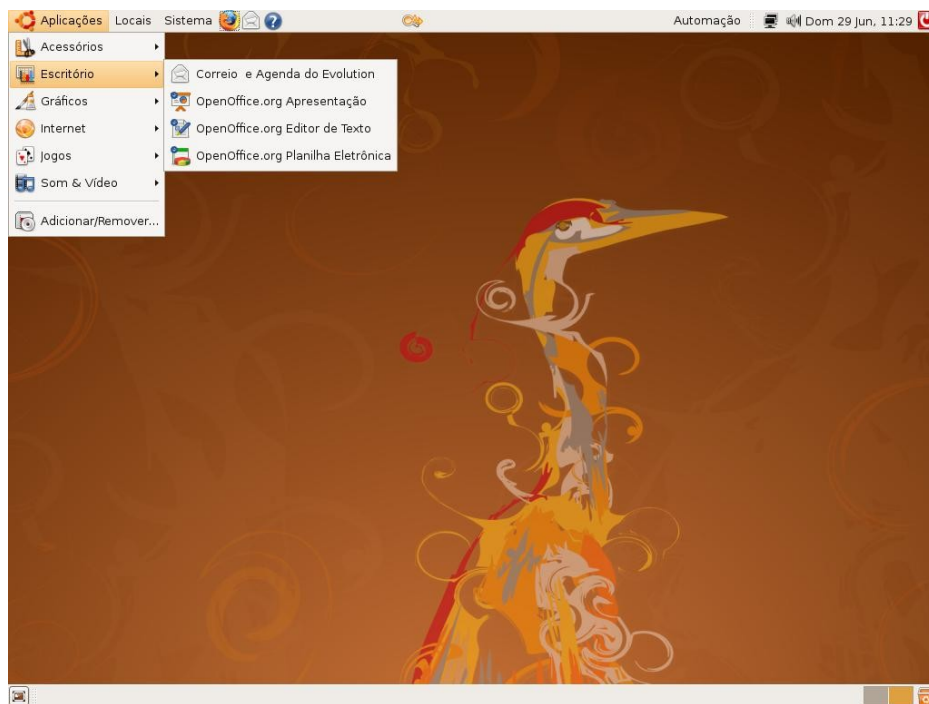 Aplicações Locais Sistema Automação Dom 29 Jun, 11:29
Acessórios
Escritório
Gráficos
Internet
Jogos
Som & Vídeo
Adicionar/Remover...
Correio e Agenda do Evolution
OpenOffice.org Apresentação
OpenOffice.org Editor de Texto
OpenOffice.org Planilha Eletrônica